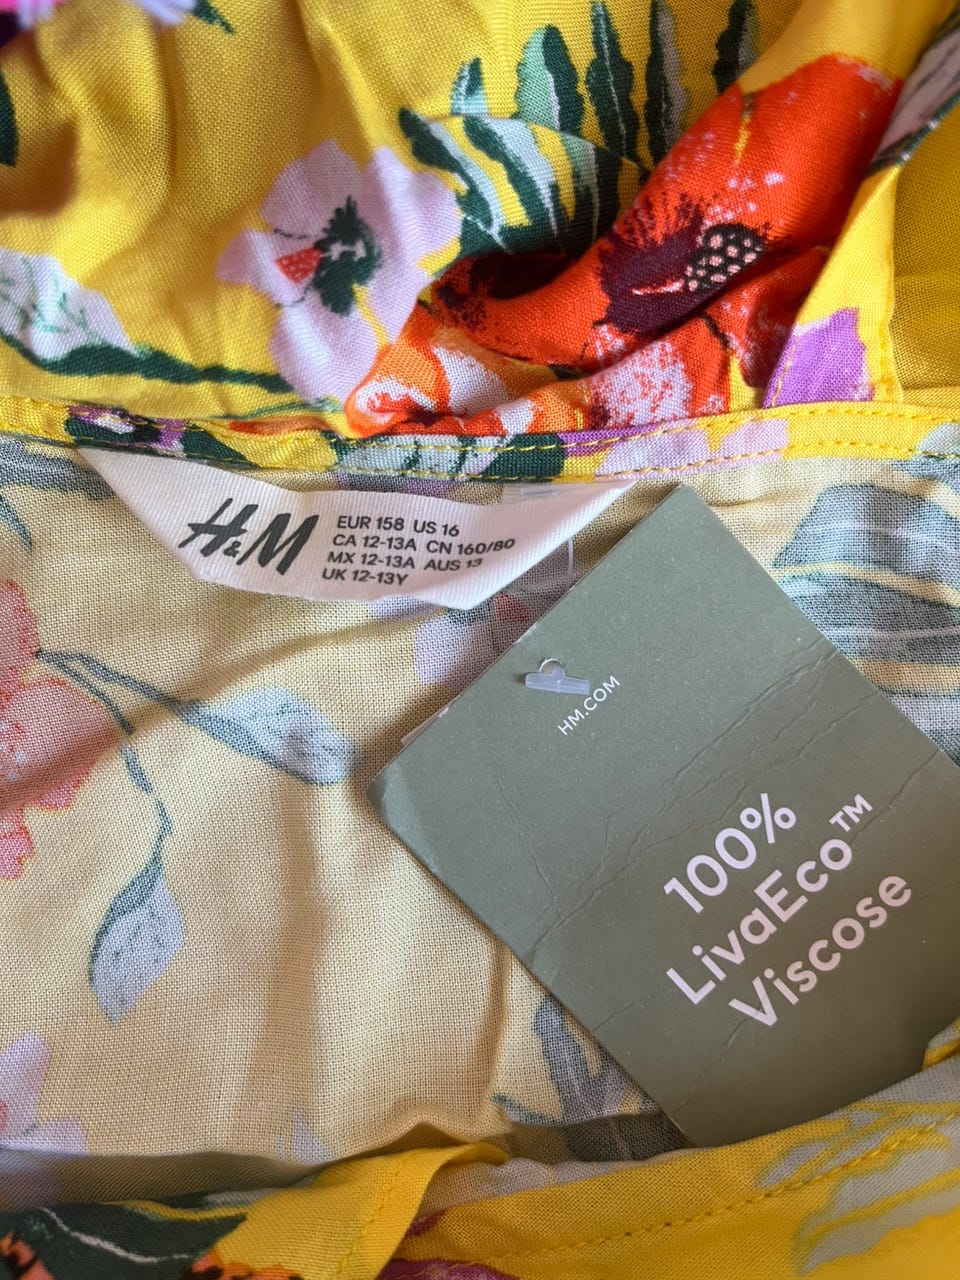 H&M
EUR 158 US 16
CA 12-13A CN 160/80
MX 12-13A AUS 13
UK 12-13Y
HM.COM
100%
LivaEco™
Viscose